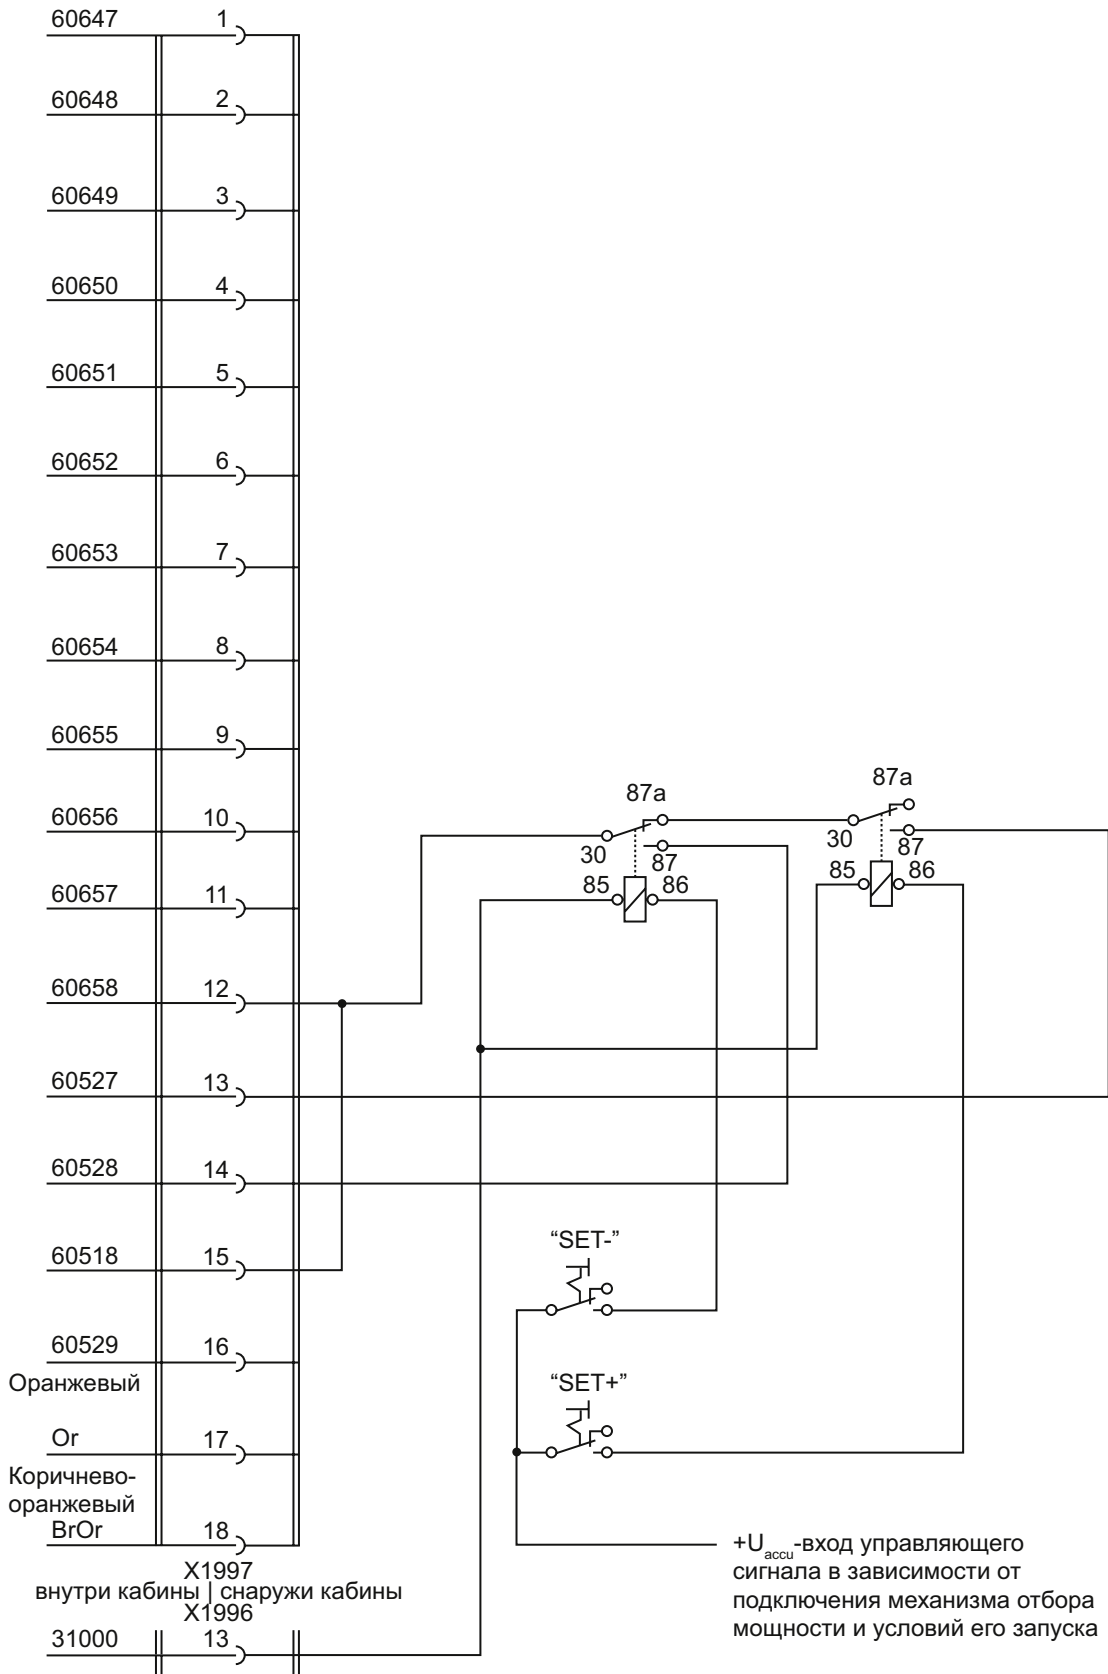 60647 1
60648 2
60649 3
60650 4
60651 5
60652 6
60653 7
60654 8
60655 9
87a
87a
60656 10
30 87
30 87
85 86
85 86
60657 11
60658 12
60527 13
60528 14
“SET-”
60518 15
60529 16
Оранжевый
“SET+”
Or 17
Коричнево-
оранжевый
BrOr 18
X1997
внутри кабины | снаружи кабины
X1996
31000 13
+Uaccu-вход управляющего
сигнала в зависимости от
подключения механизма отбора
мощности и условий его запуска